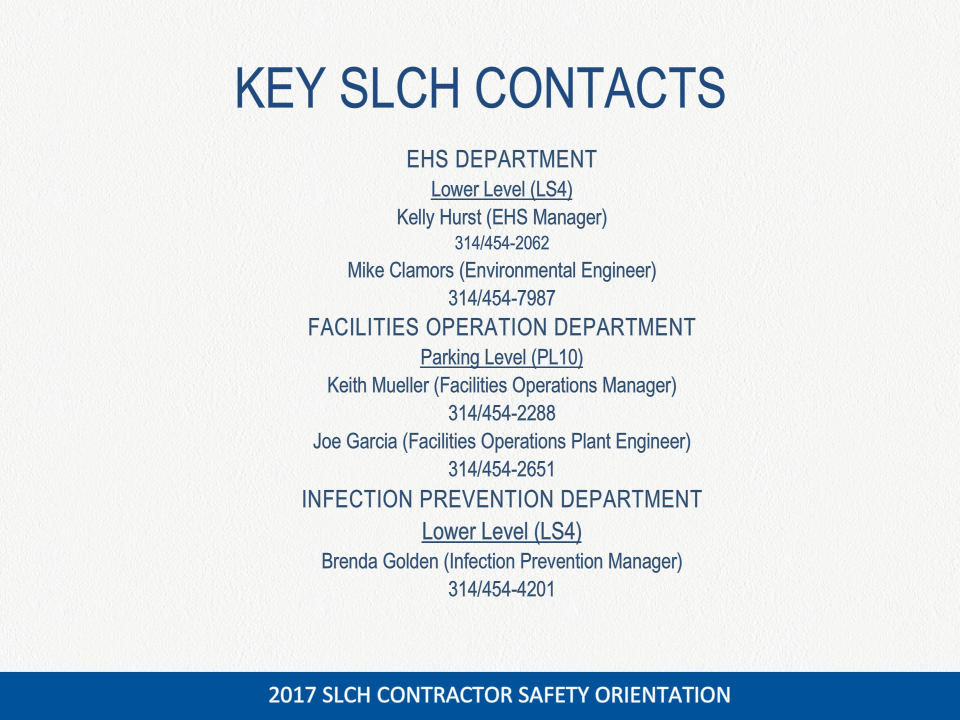 KEY SLCH CONTACTS
EHS DEPARTMENT
Lower Level (LS4)
Kelly Hurst (EHS Manager)
314/454-2062
Mike Clamors (Environmental Engineer)
314/454-7987
FACILITIES OPERATION DEPARTMENT
Parking Level (PL10)
Keith Mueller (Facilities Operations Manager)
314/454-2288
Joe Garcia (Facilities Operations Plant Engineer)
314/454-2651
INFECTION PREVENTION DEPARTMENT
Lower Level (LS4)
Brenda Golden (Infection Prevention Manager)
314/454-4201
2017 SLCH CONTRACTOR SAFETY ORIENTATION